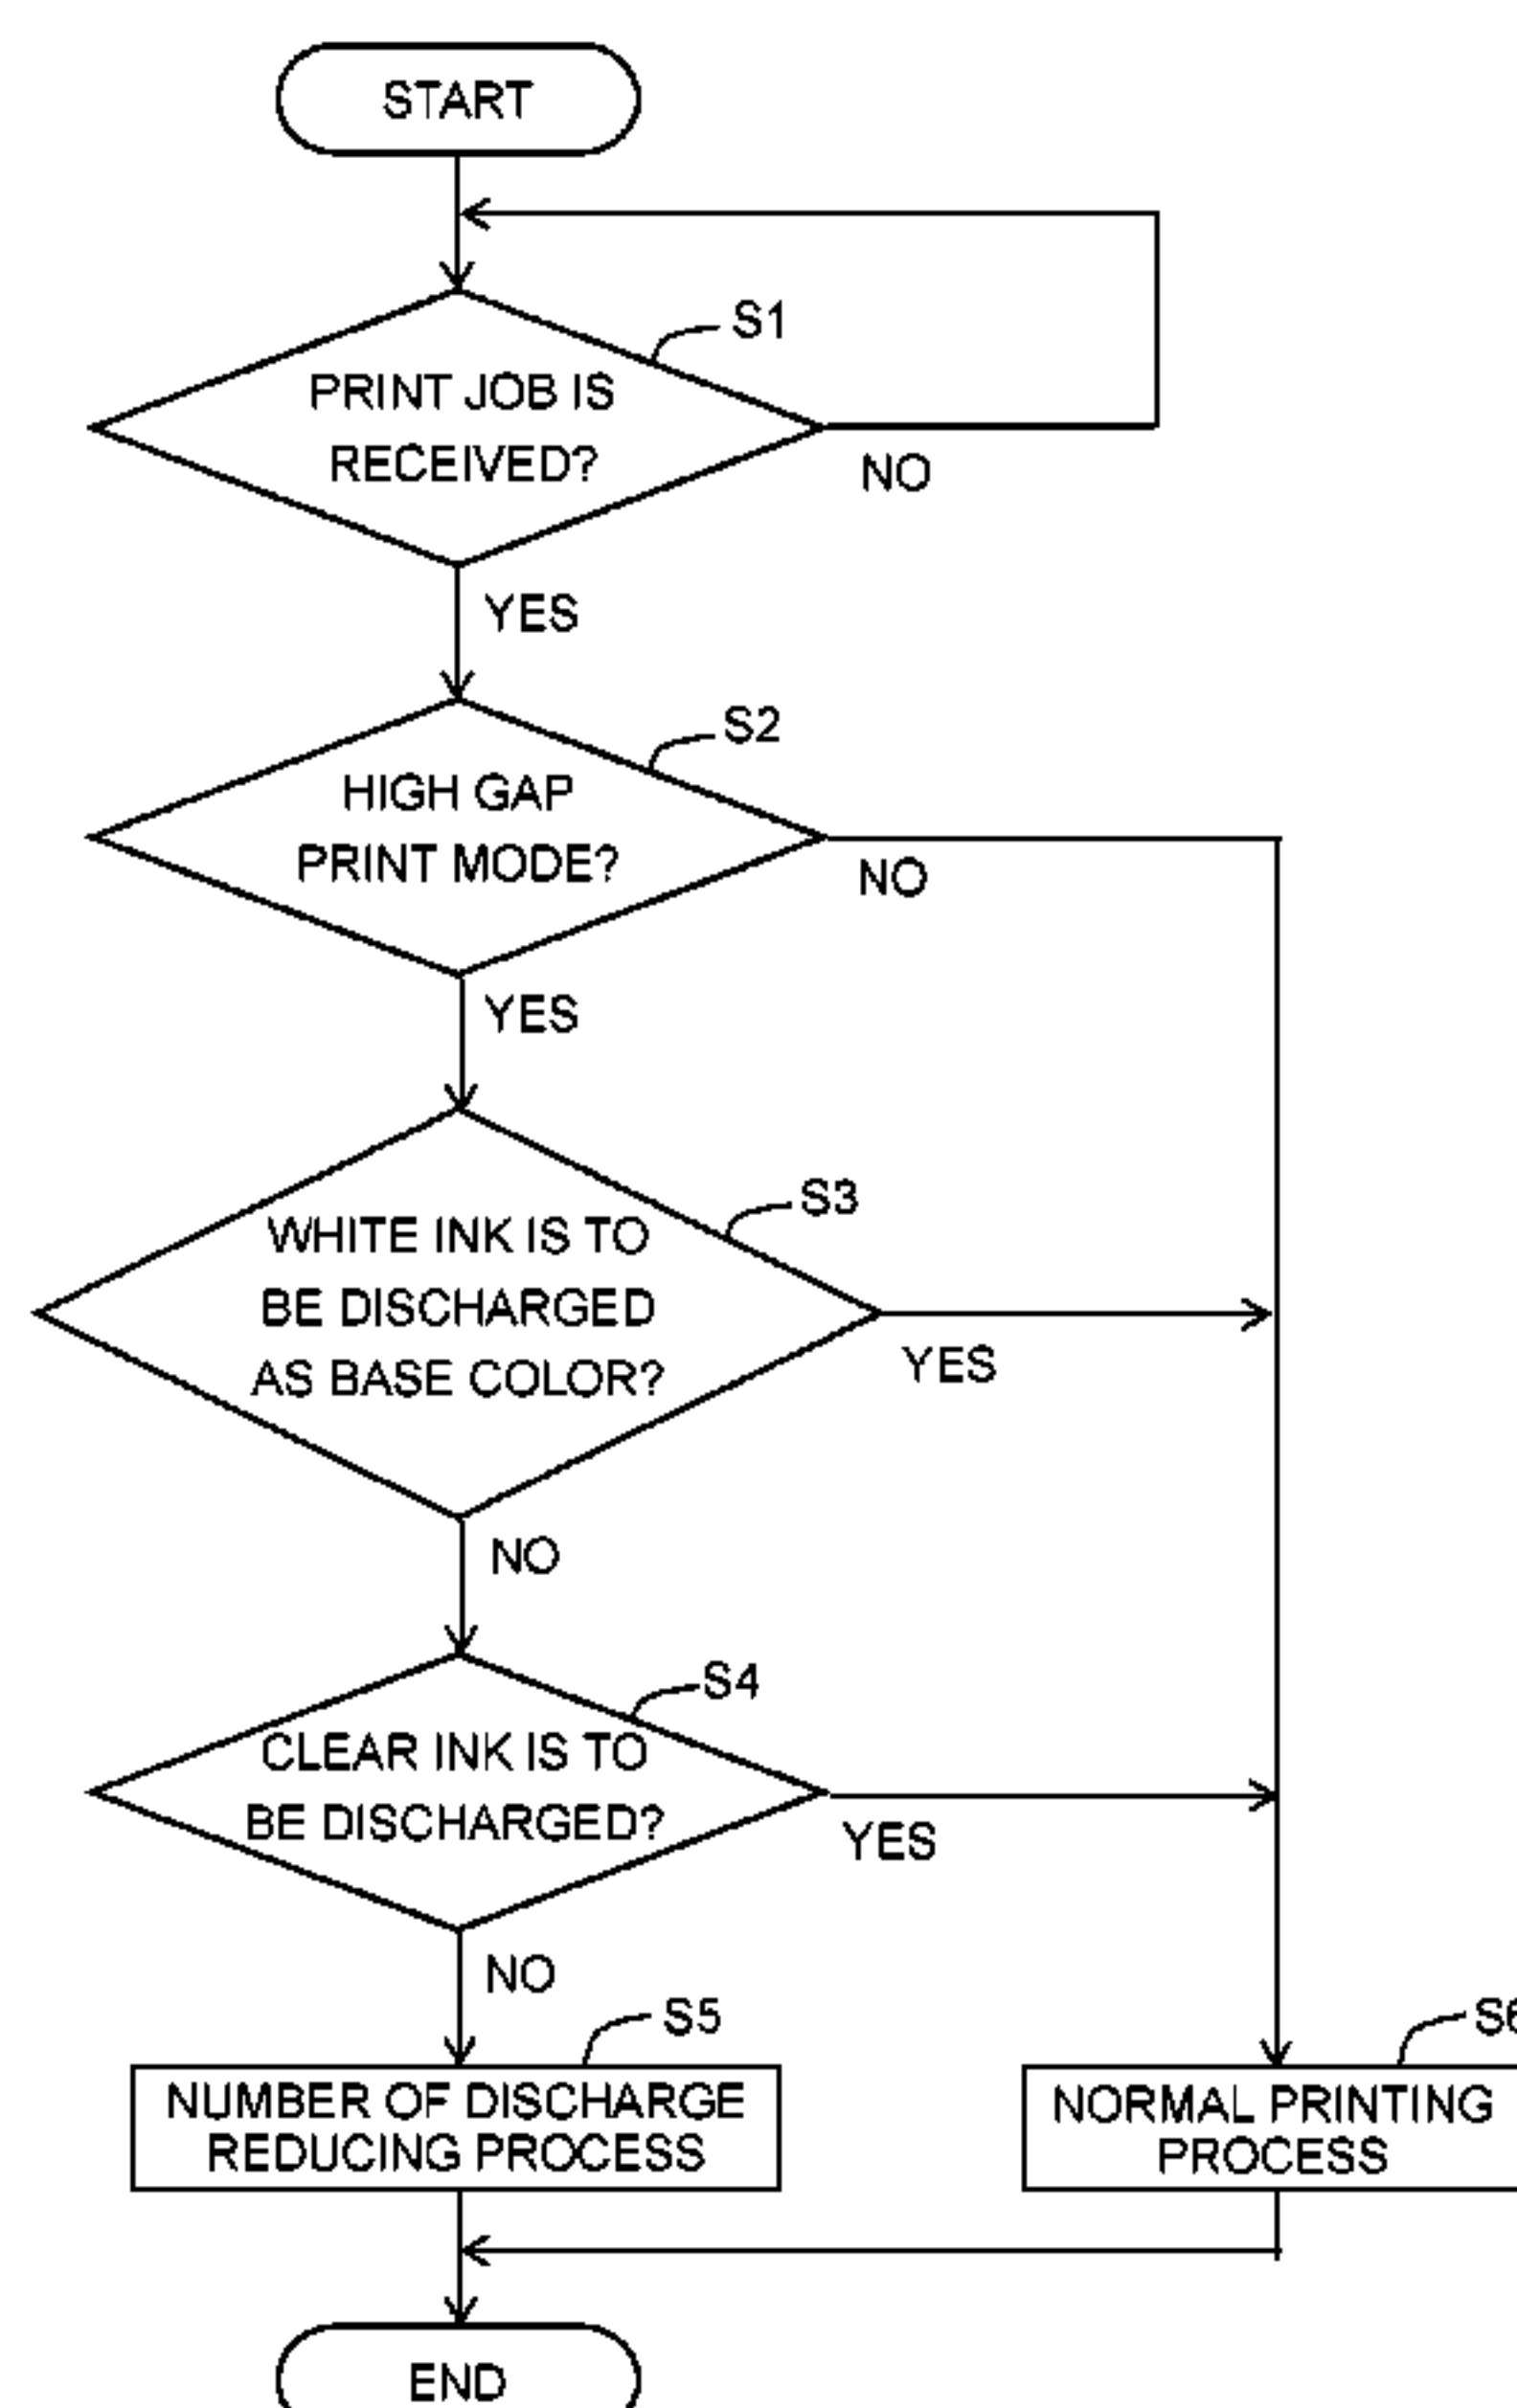 START
S1
PRINT JOB IS
RECEIVED?
NO
YES
S2
HIGH GAP
PRINT MODE?
NO
YES
S3
WHITE INK IS TO
BE DISCHARGED
AS BASE COLOR?
YES
NO
S4
CLEAR INK IS TO
BE DISCHARGED?
YES
NO
S5
NUMBER OF DISCHARGE
REDUCING PROCESS
S6
NORMAL PRINTING
PROCESS
END